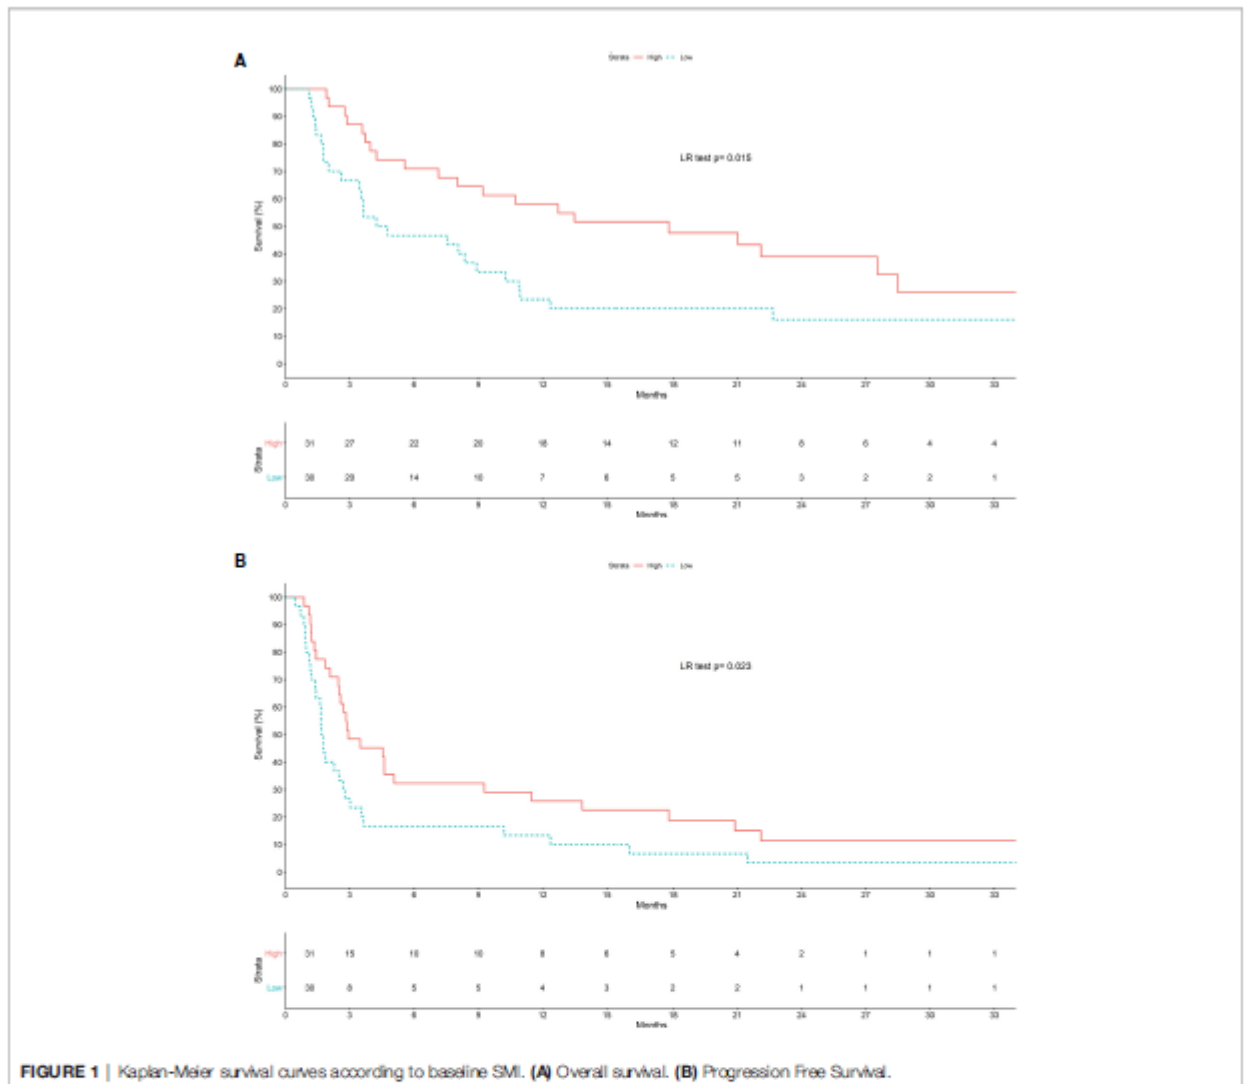 A
Strata High Low
100
90
80
70
60
50
40
30
20
10
0
Survival (%)
LR test p= 0.015
0 3 6 9 12 15 18 21 24 27 30 33
Months
Strata
High 31 27 22 20 18 14 12 11 8 6 4 4
Low 30 20 14 10 7 6 5 5 3 2 2 1
0 3 6 9 12 15 18 21 24 27 30 33
Months
B
Strata High Low
100
90
80
70
60
50
40
30
20
10
0
Survival (%)
LR test p= 0.023
0 3 6 9 12 15 18 21 24 27 30 33
Months
Strata
High 31 15 10 10 8 6 5 4 2 1 1 1
Low 30 8 5 5 4 3 2 2 1 1 1 1
0 3 6 9 12 15 18 21 24 27 30 33
Months
FIGURE 1 | Kaplan-Meier survival curves according to baseline SMI. (A) Overall survival. (B) Progression Free Survival.